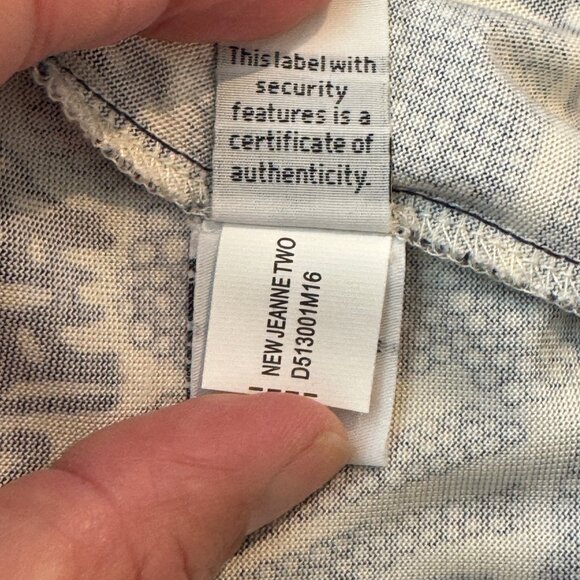 This label with
security
features is a
certificate of
authenticity.
NEW JEANNE TWO
D513001M16